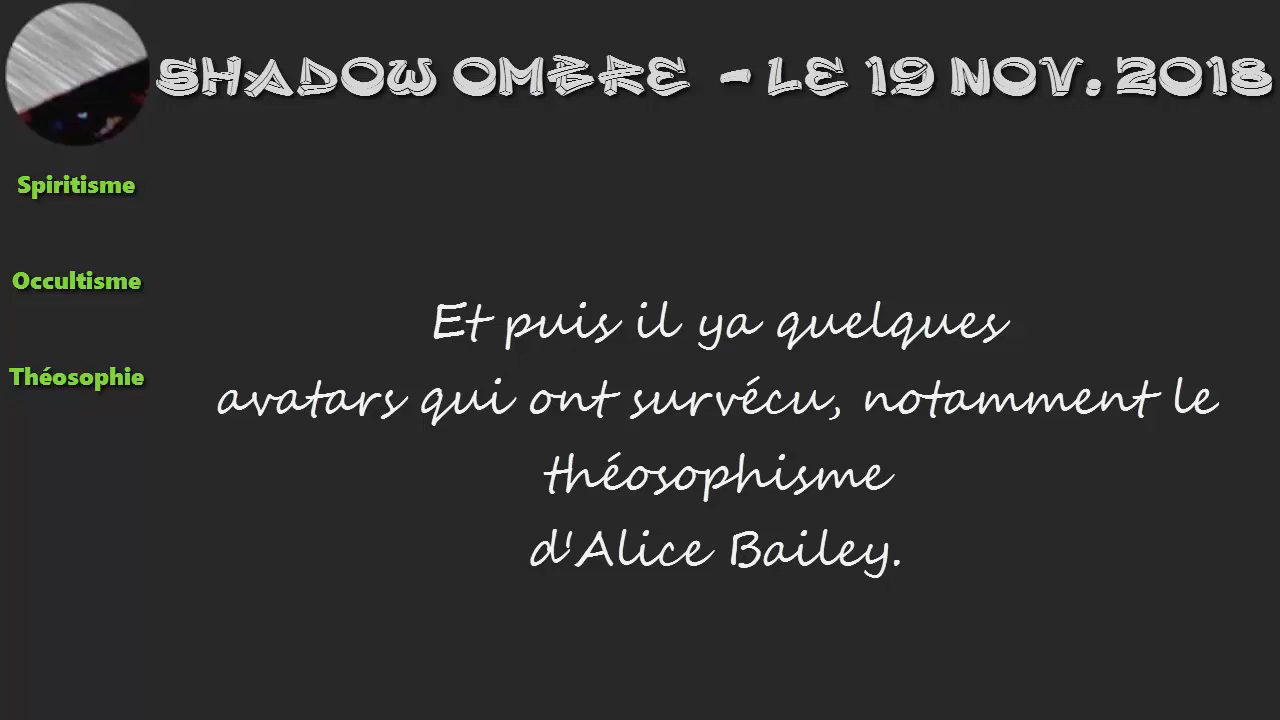 SHADOW OMBRE - LE 19 NOV. 2018
Spiritisme
Occultisme
Théosophie
Et puis il ya quelques
avatars qui ont survécu, notamment le
théosophisme
d'Alice Bailey.